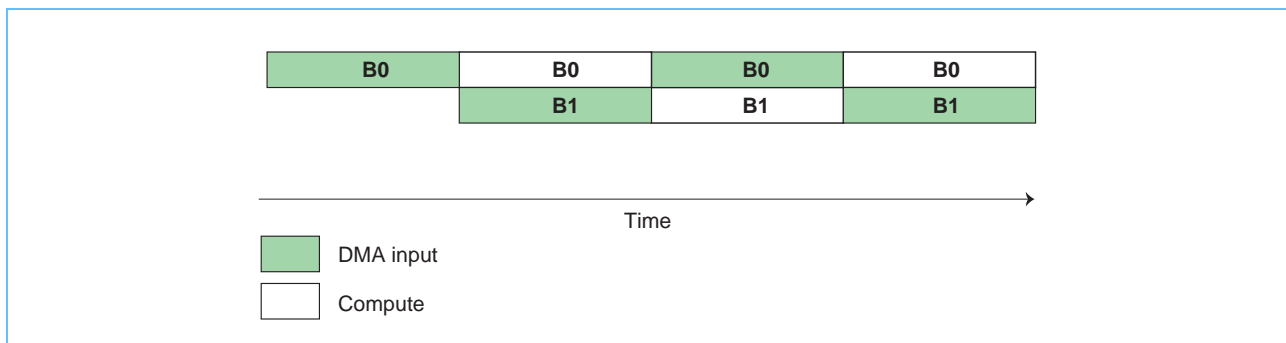 B0 B0 B0 B0
B1 B1 B1
Time
DMA input
Compute